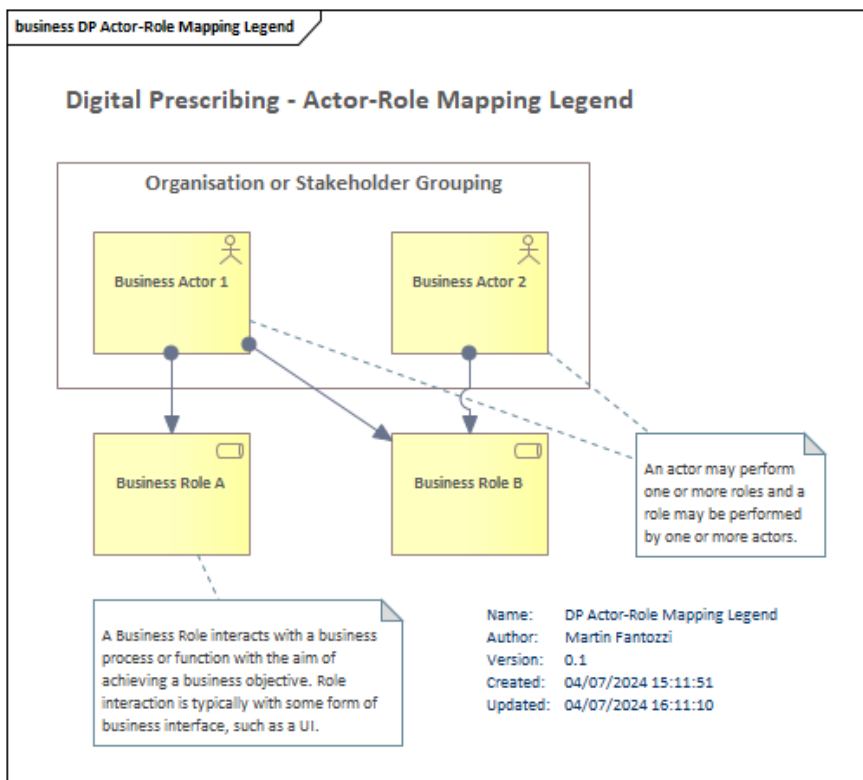 business DP Actor-Role Mapping Legend
Digital Prescribing - Actor-Role Mapping Legend
Organisation or Stakeholder Grouping
Business Actor 1
Business Actor 2
Business Role A
Business Role B
An actor may perform
one or more roles and a
role may be performed
by one or more actors.
A Business Role interacts with a business
process or function with the aim of
achieving a business objective. Role
interaction is typically with some form of
business interface, such as a UI.
Name: DP Actor-Role Mapping Legend
Author: Martin Fantozzi
Version: 0.1
Created: 04/07/2024 15:11:51
Updated: 04/07/2024 16:11:10